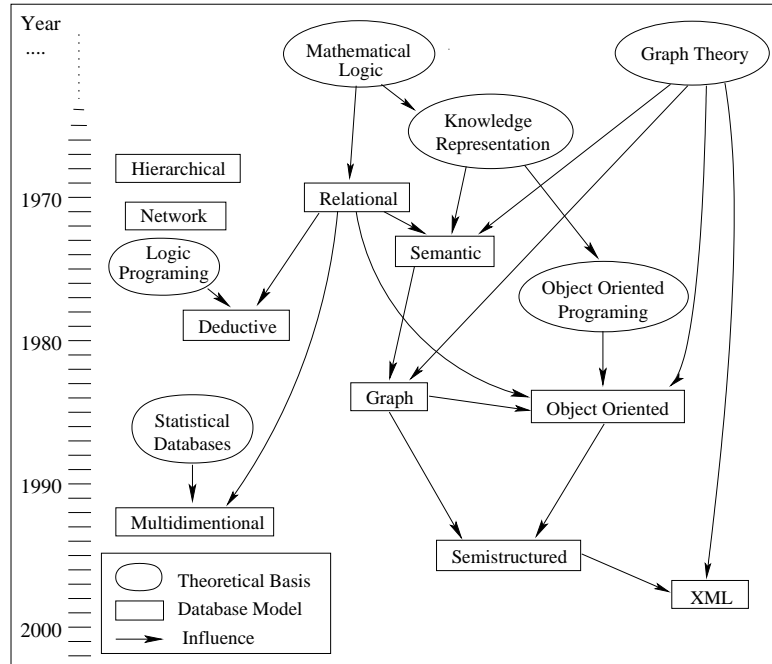 Year
....
Mathematical
Logic
Graph Theory
Knowledge
Representation
Hierarchical
1970
Relational
Network
Semantic
Logic
Programing
Object Oriented
Programing
Deductive
1980
Graph
Object Oriented
Statistical
Databases
1990
Multidimentional
Semistructured
XML
Theoretical Basis
Database Model
Influence
2000